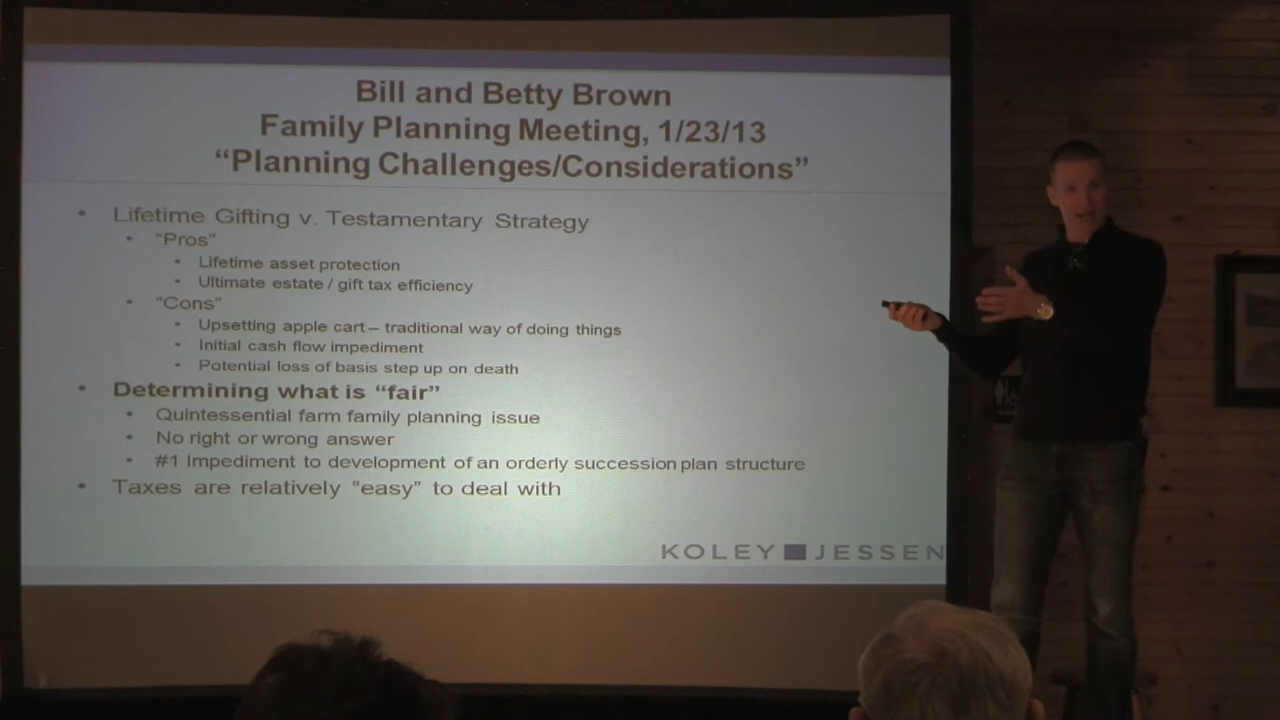 Bill and Betty Brown
Family Planning Meeting, 1/23/13
“Planning Challenges/Considerations”
• Lifetime Gifting v. Testamentary Strategy
• “Pros”
• Lifetime asset protection
• Ultimate estate / gift tax efficiency
• “Cons”
• Upsetting apple cart – traditional way of doing things
• Initial cash flow impediment
• Potential loss of basis step up on death
• Determining what is “fair”
• Quintessential farm family planning issue
• No right or wrong answer
• #1 Impediment to development of an orderly succession plan structure
• Taxes are relatively “easy” to deal with
KOLEY JESSEN